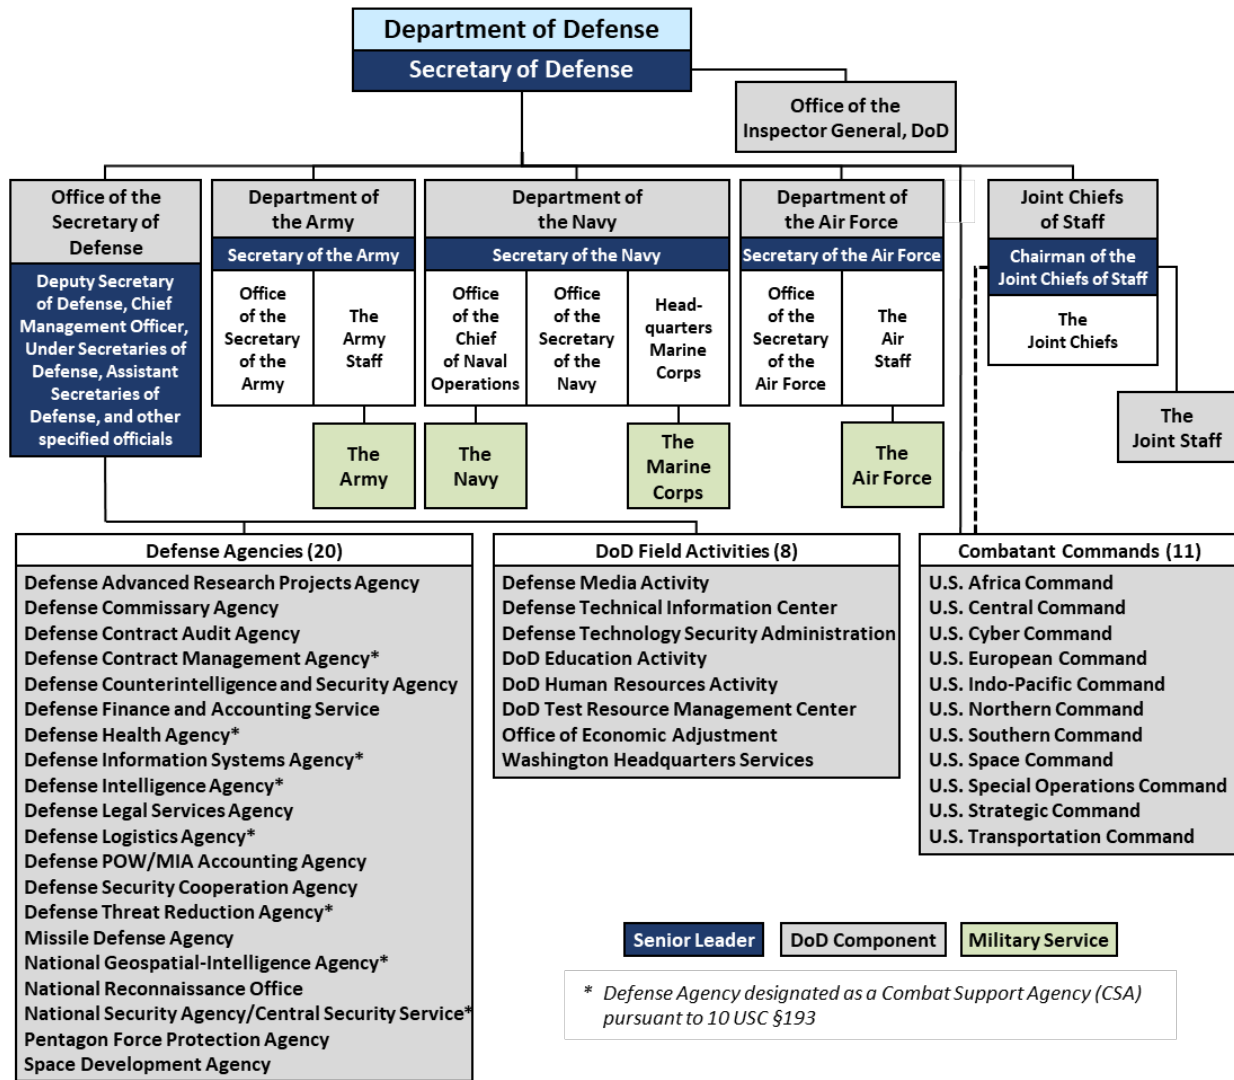 Department of Defense
Secretary of Defense
Office of the
Inspector General, DoD
Office of the
Secretary of
Defense
Deputy Secretary
of Defense, Chief
Management Officer,
Under Secretaries of
Defense, Assistant
Secretaries of
Defense, and other
specified officials
Department of
the Army
Secretary of the Army
Office
of the
Secretary
of the
Army
The
Army
Staff
The
Army
Department of
the Navy
Secretary of the Navy
Office
of the
Chief
of Naval
Operations
Office
of the
Secretary
of the
Navy
Head-
quarters
Marine
Corps
The
Navy
The
Marine
Corps
Department of
the Air Force
Secretary of the Air Force
Office
of the
Secretary
of the
Air Force
The
Air
Staff
The
Air Force
Joint Chiefs
of Staff
Chairman of the
Joint Chiefs of Staff
The
Joint Chiefs
The
Joint Staff
Defense Agencies (20)
Defense Advanced Research Projects Agency
Defense Commissary Agency
Defense Contract Audit Agency
Defense Contract Management Agency*
Defense Counterintelligence and Security Agency
Defense Finance and Accounting Service
Defense Health Agency*
Defense Information Systems Agency*
Defense Intelligence Agency*
Defense Legal Services Agency
Defense Logistics Agency*
Defense POW/MIA Accounting Agency
Defense Security Cooperation Agency
Defense Threat Reduction Agency*
Missile Defense Agency
National Geospatial-Intelligence Agency*
National Reconnaissance Office
National Security Agency/Central Security Service*
Pentagon Force Protection Agency
Space Development Agency
DoD Field Activities (8)
Defense Media Activity
Defense Technical Information Center
Defense Technology Security Administration
DoD Education Activity
DoD Human Resources Activity
DoD Test Resource Management Center
Office of Economic Adjustment
Washington Headquarters Services
Combatant Commands (11)
U.S. Africa Command
U.S. Central Command
U.S. Cyber Command
U.S. European Command
U.S. Indo-Pacific Command
U.S. Northern Command
U.S. Southern Command
U.S. Space Command
U.S. Special Operations Command
U.S. Strategic Command
U.S. Transportation Command
Senior Leader
DoD Component
Military Service
* Defense Agency designated as a Combat Support Agency (CSA)
pursuant to 10 USC §193